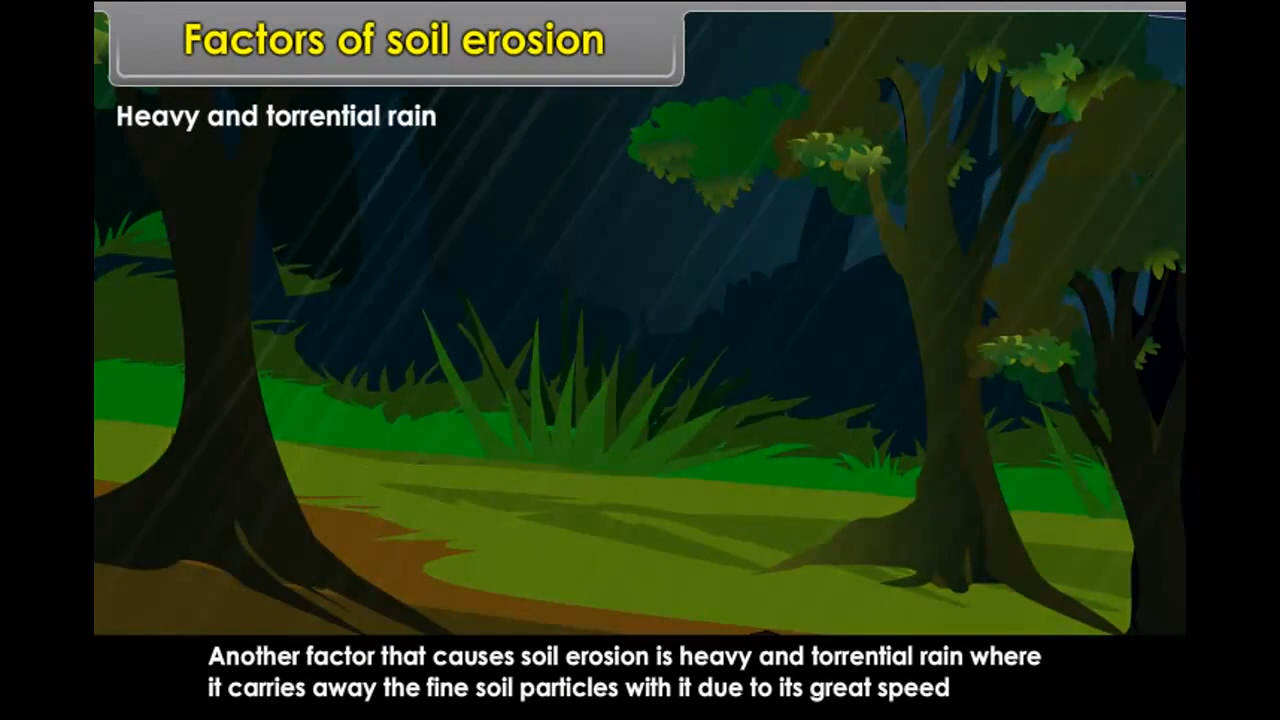 Factors of soil erosion
Heavy and torrential rain
Another factor that causes soil erosion is heavy and torrential rain where
it carries away the fine soil particles with it due to its great speed